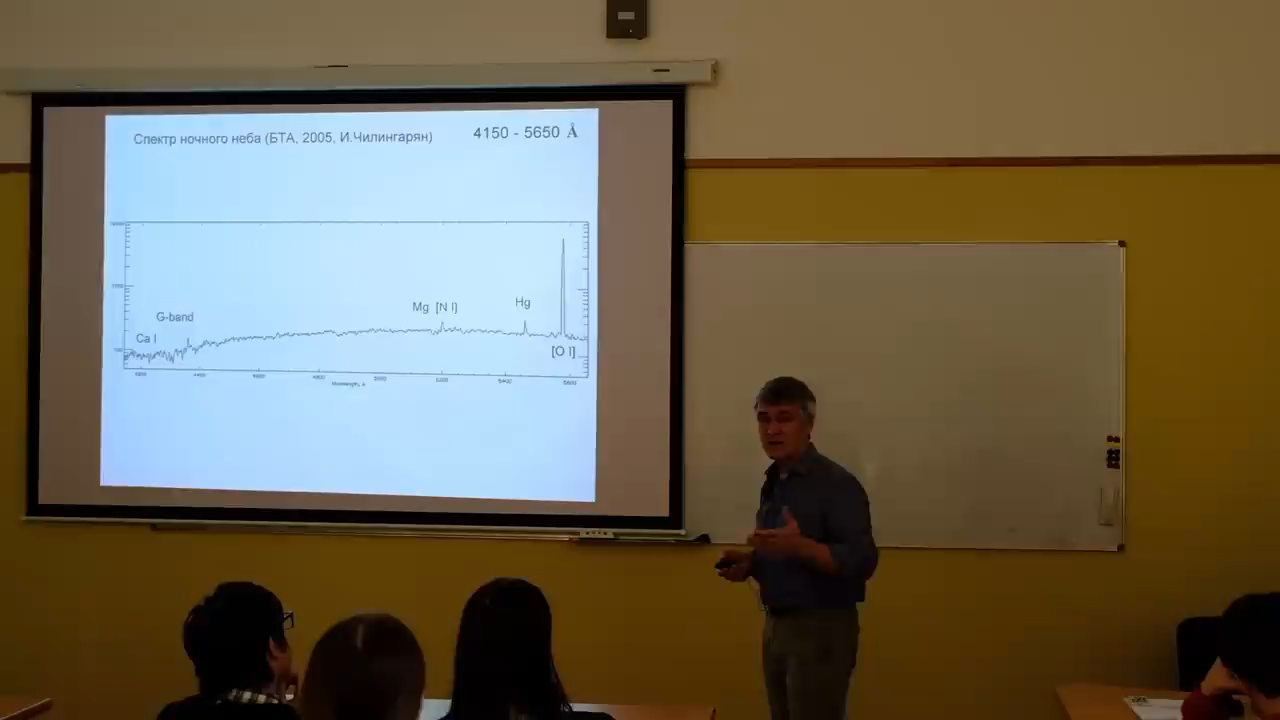 Спектр ночного неба (БТА, 2005, И.Чилингарян)
4150 - 5650 Å
Mg [N I]
Hg
G-band
Ca I
[O I]